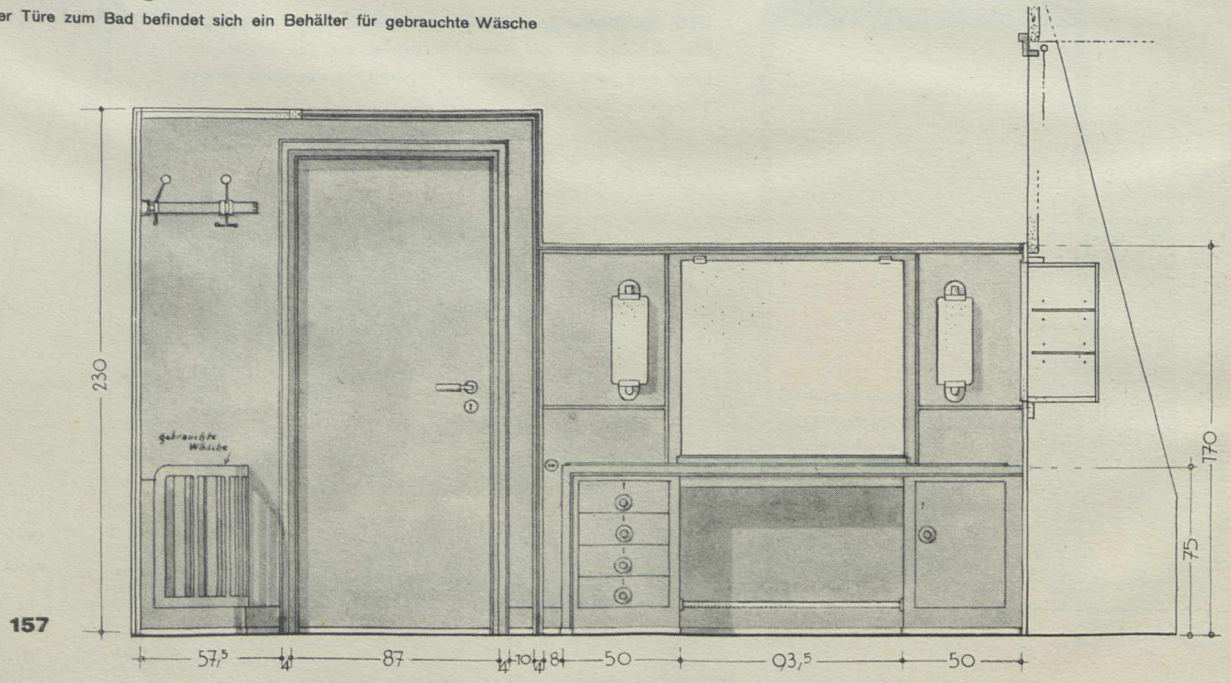 er Türe zum Bad befindet sich ein Behälter für gebrauchte Wäsche
230
gebrauchte
Wäsche
170
75
157
57,5 4 87 4 10 4 8 50 93,5 50